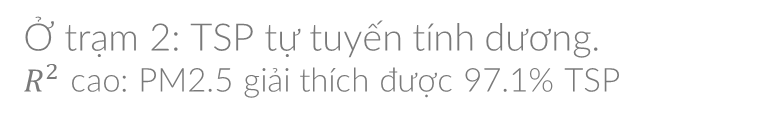 Ở trạm 2: TSP tự tuyến tính dương.
R² cao: PM2.5 giải thích được 97.1% TSP